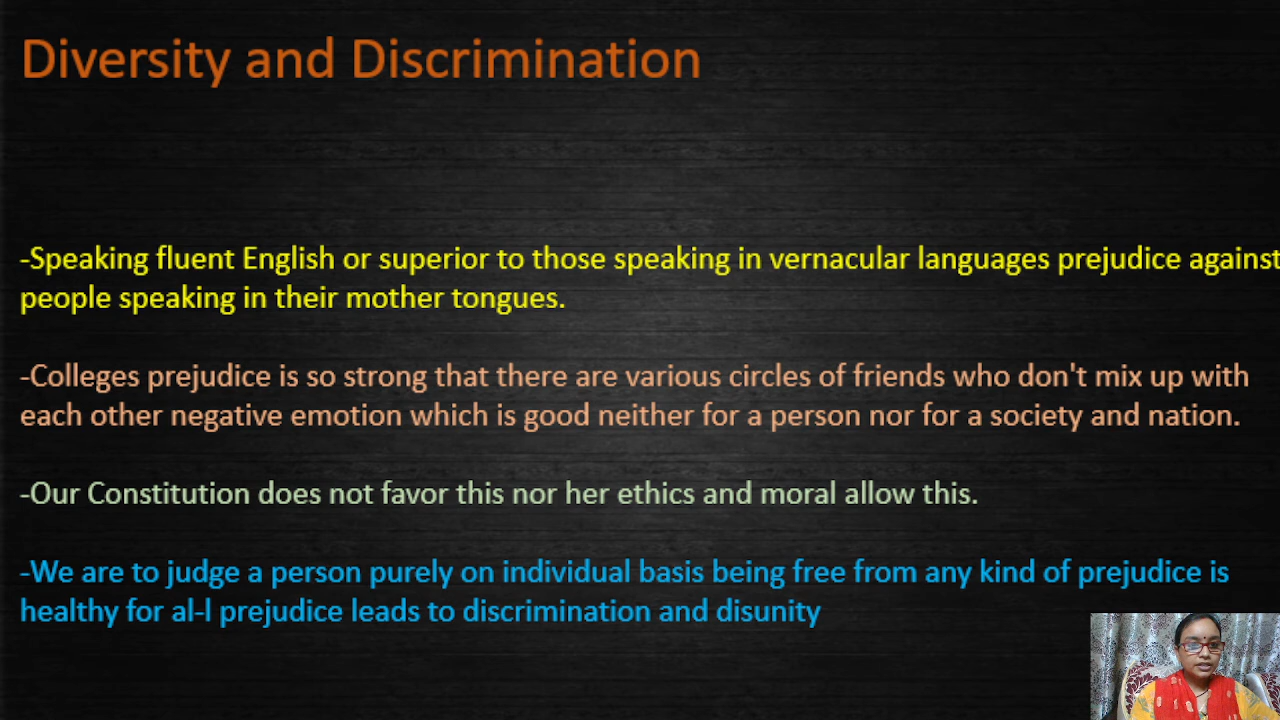 Diversity and Discrimination
-Speaking fluent English or superior to those speaking in vernacular languages prejudice against
people speaking in their mother tongues.
-Colleges prejudice is so strong that there are various circles of friends who don't mix up with
each other negative emotion which is good neither for a person nor for a society and nation.
-Our Constitution does not favor this nor her ethics and moral allow this.
-We are to judge a person purely on individual basis being free from any kind of prejudice is
healthy for al-l prejudice leads to discrimination and disunity